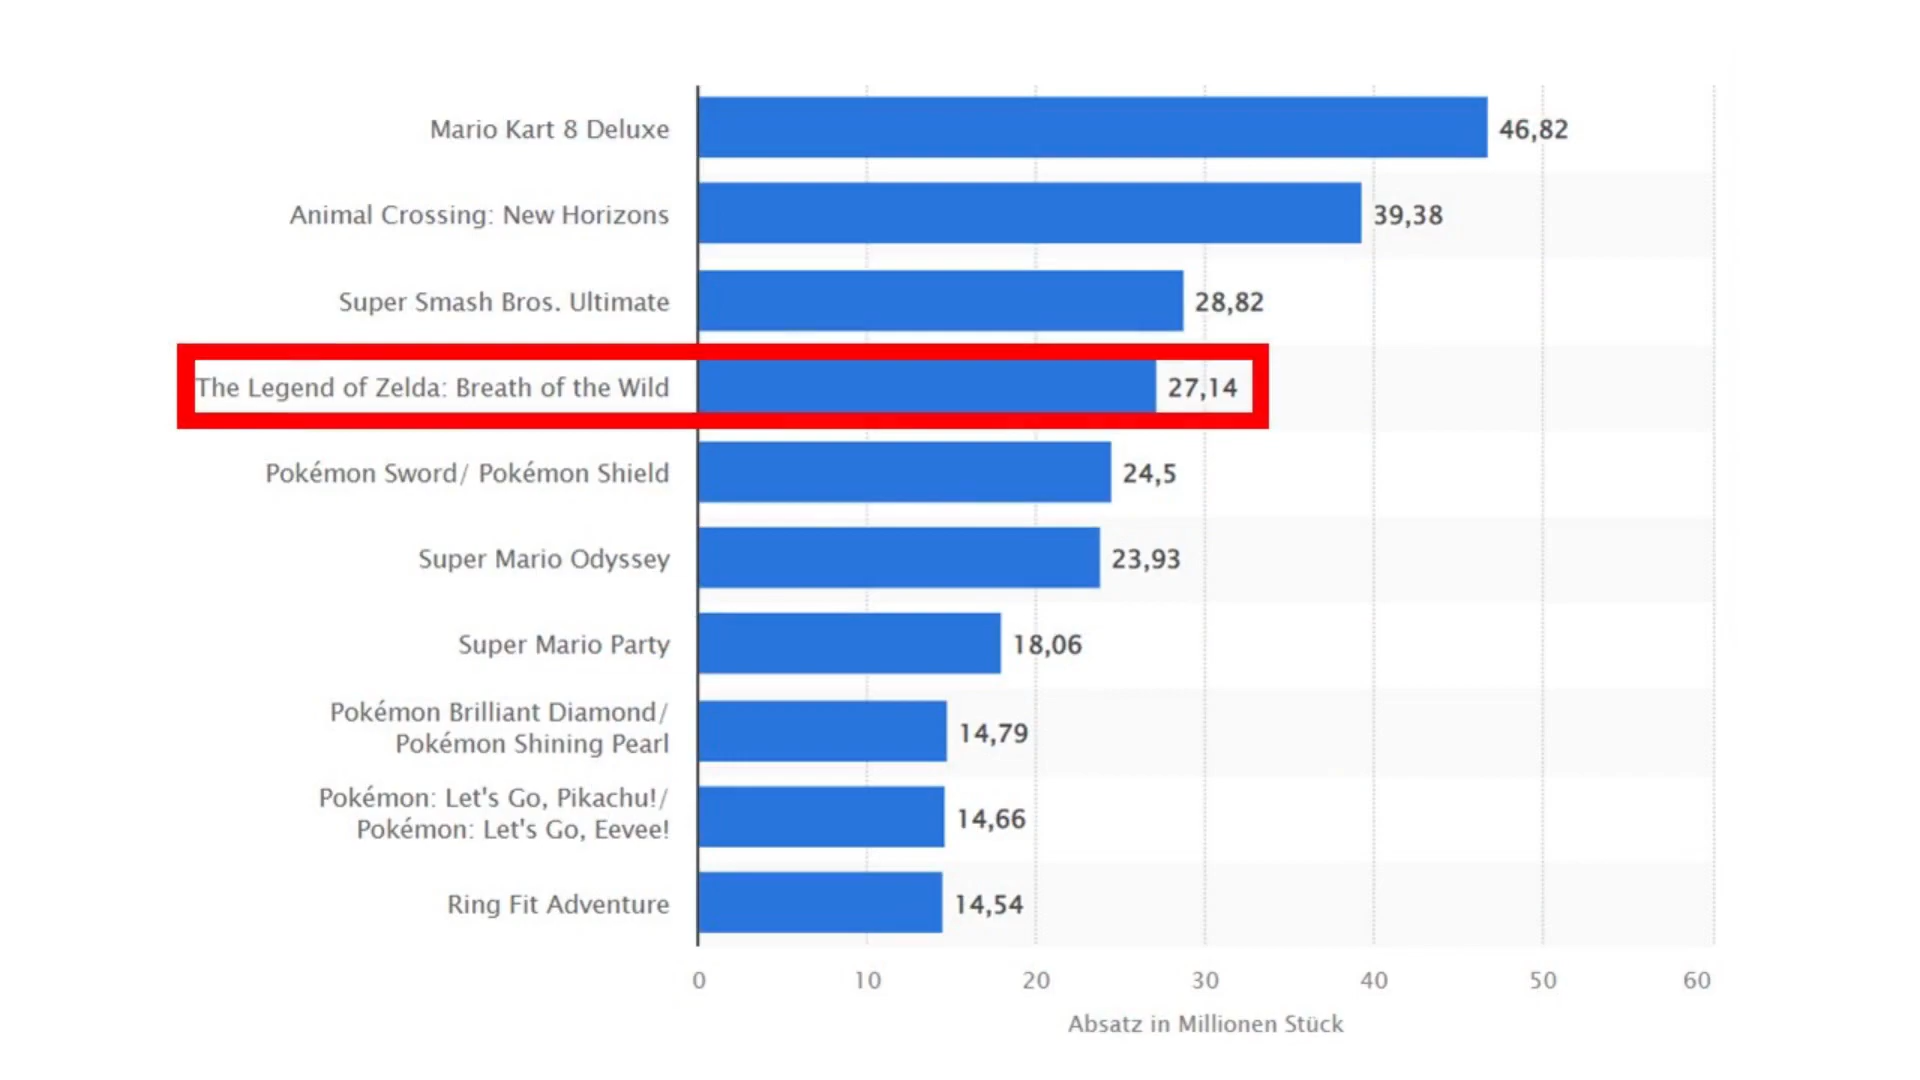 Mario Kart 8 Deluxe 46,82
Animal Crossing: New Horizons 39,38
Super Smash Bros. Ultimate 28,82
The Legend of Zelda: Breath of the Wild 27,14
Pokémon Sword/ Pokémon Shield 24,5
Super Mario Odyssey 23,93
Super Mario Party 18,06
Pokémon Brilliant Diamond/
Pokémon Shining Pearl 14,79
Pokémon: Let's Go, Pikachu!/
Pokémon: Let's Go, Eevee! 14,66
Ring Fit Adventure 14,54
0 10 20 30 40 50 60
Absatz in Millionen Stück